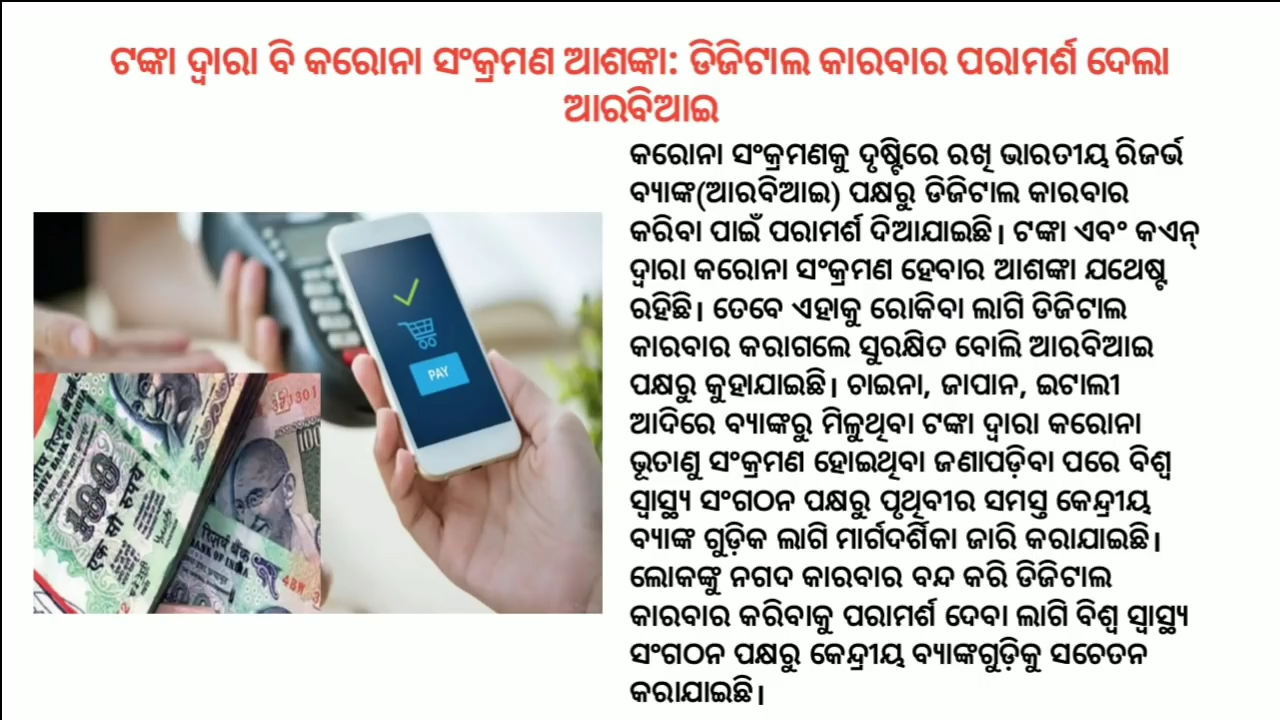 ଟଙ୍କା ଦ୍ୱାରା ବି କରୋନା ସଂକ୍ରମଣ ଆଶଙ୍କା: ଡିଜିଟାଲ କାରବାର ପରାମର୍ଶ ଦେଲା
ଆରବିଆଇ
କରୋନା ସଂକ୍ରମଣକୁ ଦୃଷ୍ଟିରେ ରଖି ଭାରତୀୟ ରିଜର୍ଭ
ବ୍ୟାଙ୍କ(ଆରବିଆଇ) ପକ୍ଷରୁ ଡିଜିଟାଲ କାରବାର
କରିବା ପାଇଁ ପରାମର୍ଶ ଦିଆଯାଇଛି। ଟଙ୍କା ଏବଂ କଏନ୍
ଦ୍ୱାରା କରୋନା ସଂକ୍ରମଣ ହେବାର ଆଶଙ୍କା ଯଥେଷ୍ଟ
ରହିଛି। ତେବେ ଏହାକୁ ରୋକିବା ଲାଗି ଡିଜିଟାଲ
କାରବାର କରାଗଲେ ସୁରକ୍ଷିତ ବୋଲି ଆରବିଆଇ
ପକ୍ଷରୁ କୁହାଯାଇଛି। ଚାଇନା, ଜାପାନ, ଇଟାଲୀ
ଆଦିରେ ବ୍ୟାଙ୍କରୁ ମିଳୁଥିବା ଟଙ୍କା ଦ୍ୱାରା କରୋନା
ଭୂତାଣୁ ସଂକ୍ରମଣ ହୋଇଥିବା ଜଣାପଡ଼ିବା ପରେ ବିଶ୍ୱ
ସ୍ୱାସ୍ଥ୍ୟ ସଂଗଠନ ପକ୍ଷରୁ ପୃଥିବୀର ସମସ୍ତ କେନ୍ଦ୍ରୀୟ
ବ୍ୟାଙ୍କ ଗୁଡ଼ିକ ଲାଗି ମାର୍ଗଦର୍ଶିକା ଜାରି କରାଯାଇଛି।
ଲୋକଙ୍କୁ ନଗଦ କାରବାର ବନ୍ଦ କରି ଡିଜିଟାଲ
କାରବାର କରିବାକୁ ପରାମର୍ଶ ଦେବା ଲାଗି ବିଶ୍ୱ ସ୍ୱାସ୍ଥ୍ୟ
ସଂଗଠନ ପକ୍ଷରୁ କେନ୍ଦ୍ରୀୟ ବ୍ୟାଙ୍କଗୁଡ଼ିକୁ ସଚେତନ
କରାଯାଇଛି।
PAY
100
एक सौ रुपये